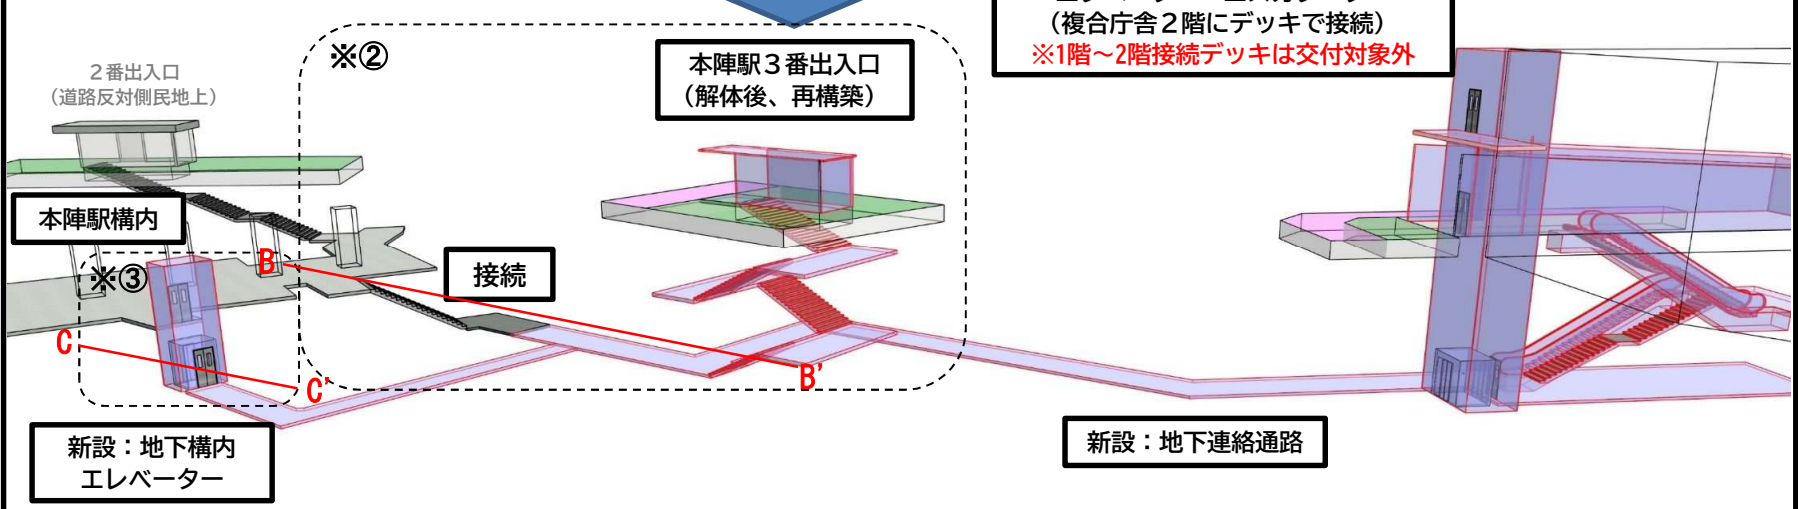 （複合庁舎２階にデッキで接続）
※1階～2階接続デッキは交付対象外
※②
本陣駅３番出入口
（解体後、再構築）
２番出入口
（道路反対側民地上）
本陣駅構内
※③
B
接続
C
C'
B'
新設：地下構内
エレベーター
新設：地下連絡通路